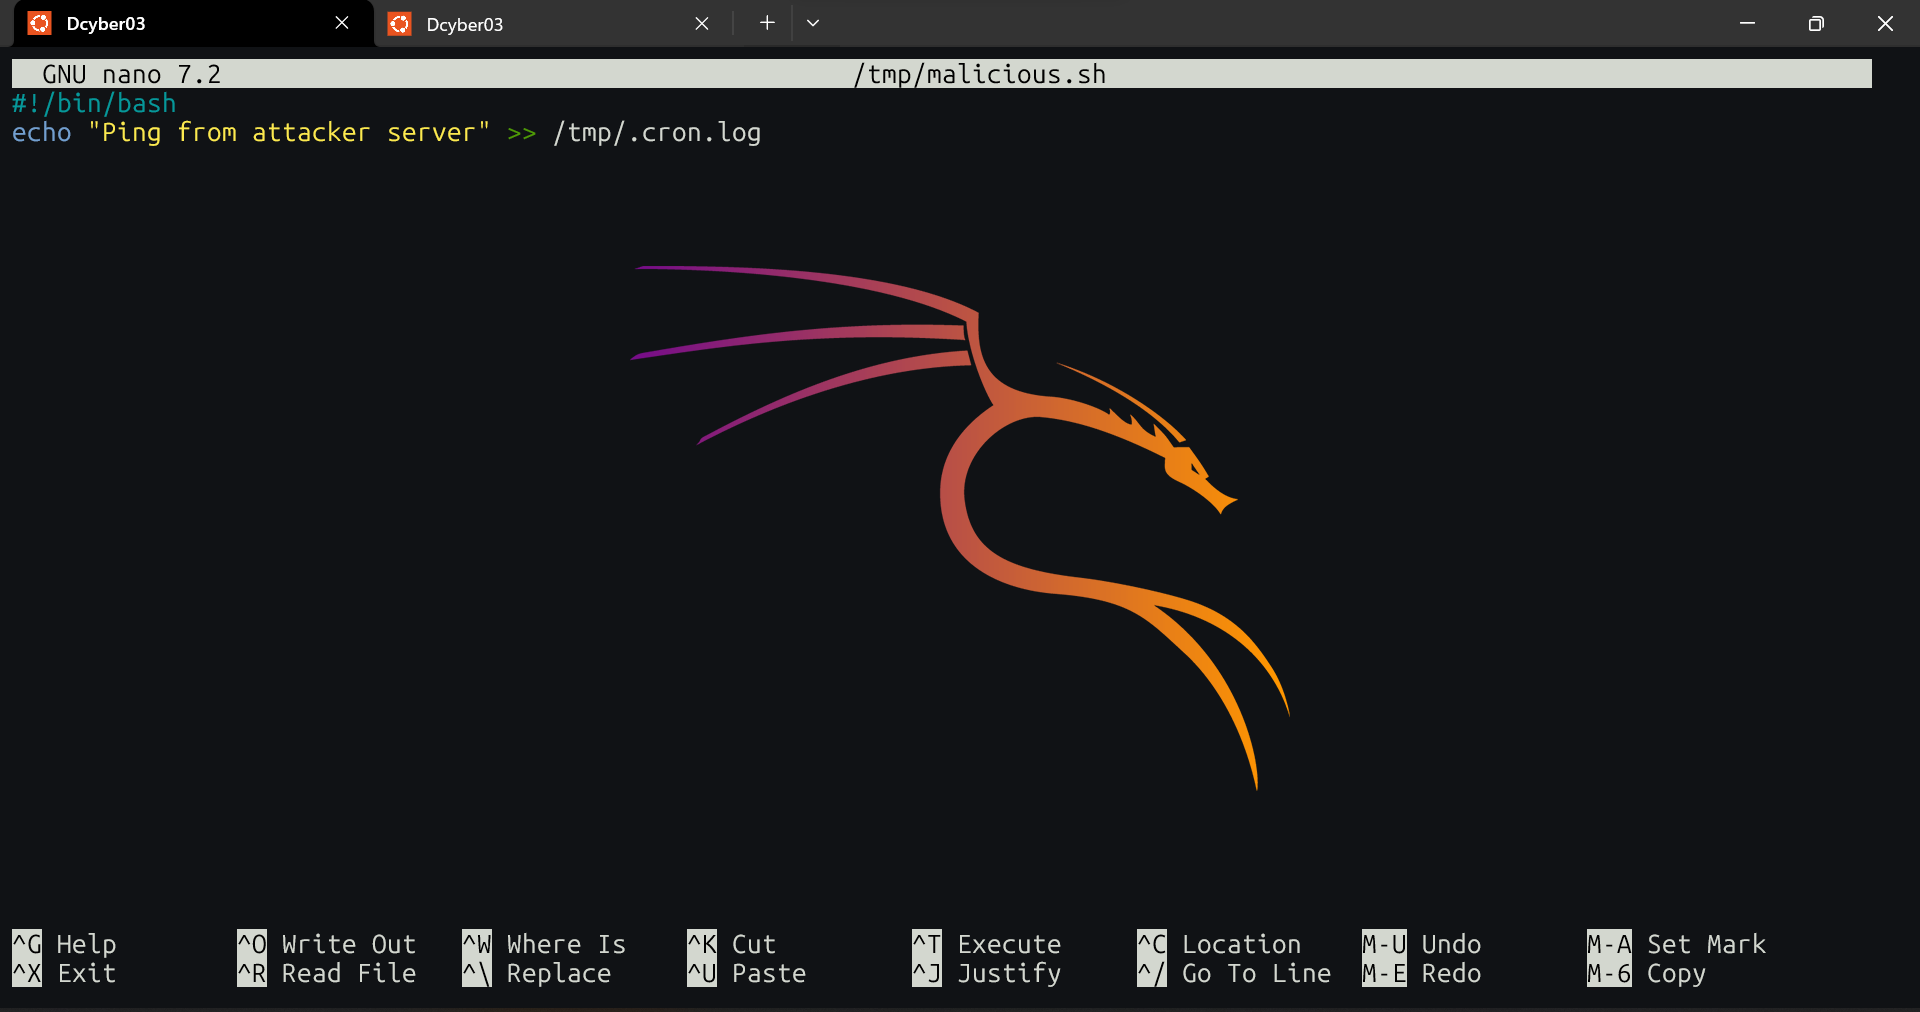 Dcyber03 Dcyber03
GNU nano 7.2 /tmp/malicious.sh
#!/bin/bash
echo "Ping from attacker server" >> /tmp/.cron.log
^G Help ^O Write Out ^W Where Is ^K Cut ^T Execute ^C Location M-U Undo M-A Set Mark
^X Exit ^R Read File ^\ Replace ^U Paste ^J Justify ^/ Go To Line M-E Redo M-6 Copy